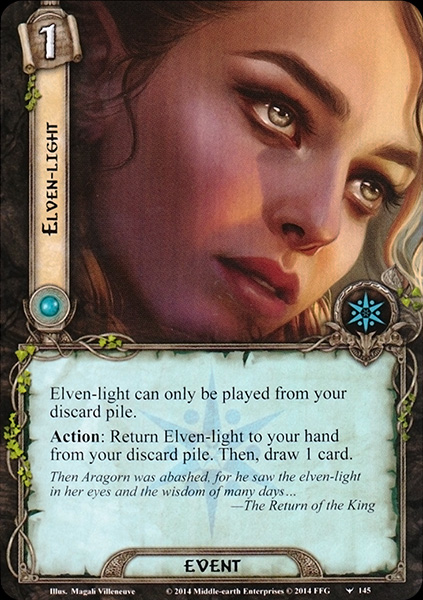 1
Elven-light
Elven-light can only be played from your
discard pile.
Action: Return Elven-light to your hand
from your discard pile. Then, draw 1 card.
Then Aragorn was abashed, for he saw the elven-light
in her eyes and the wisdom of many days…
—The Return of the King
EVENT
Illus. Magali Villeneuve © 2014 Middle-earth Enterprises © 2014 FFG 145